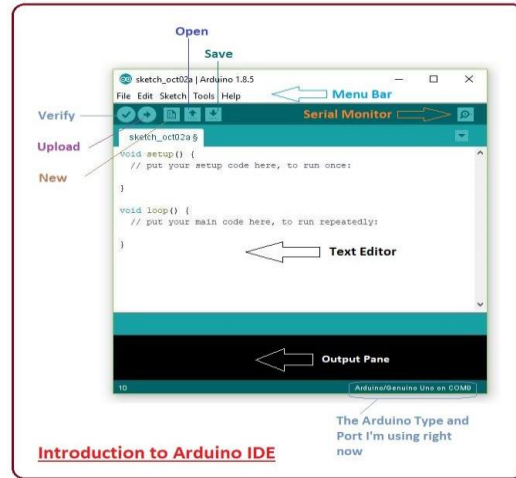 Open
Save
sketch_oct02a | Arduino 1.8.5
File Edit Sketch Tools Help
Menu Bar
Verify
Serial Monitor
Upload
sketch_oct02a §
New
void setup() {
// put your setup code here, to run once:
}
void loop() {
// put your main code here, to run repeatedly:
}
Text Editor
Output Pane
10
Arduino/Genuino Uno on COM8
The Arduino Type and
Port I'm using right
now
Introduction to Arduino IDE